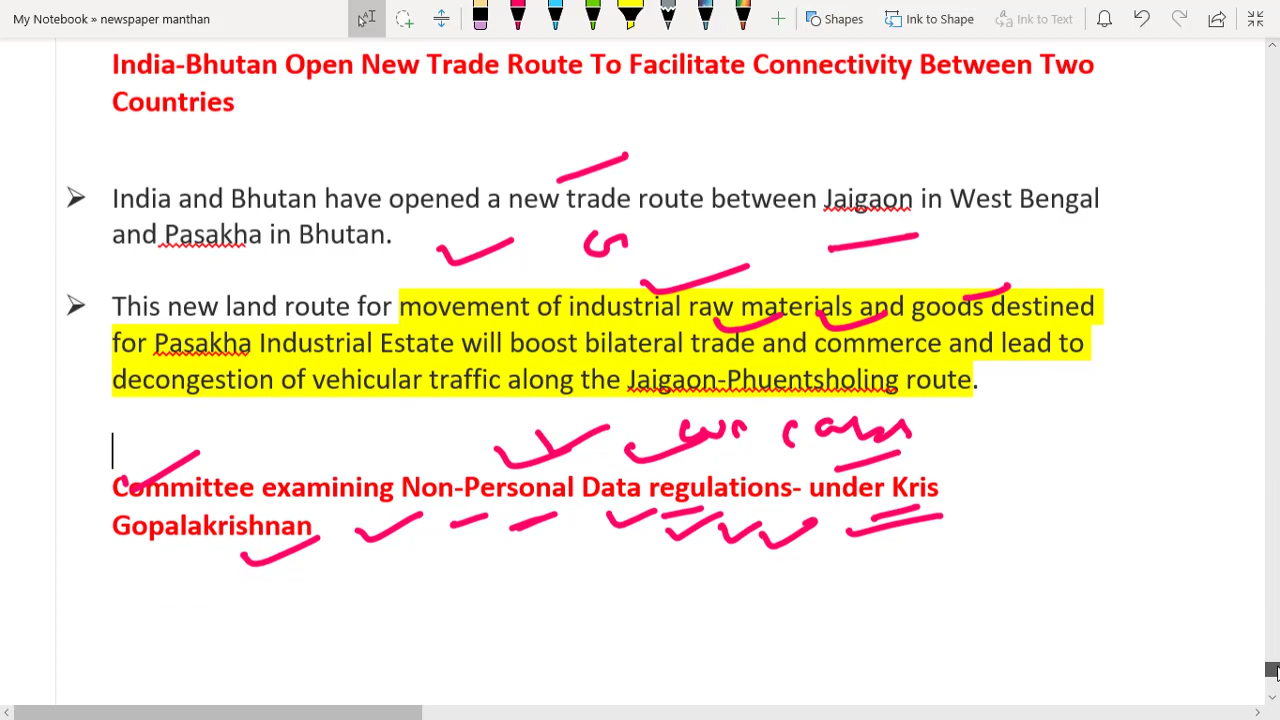 My Notebook » newspaper manthan
Shapes
Ink to Shape
Ink to Text
India-Bhutan Open New Trade Route To Facilitate Connectivity Between Two
Countries
India and Bhutan have opened a new trade route between Jaigaon in West Bengal
and Pasakha in Bhutan.
This new land route for movement of industrial raw materials and goods destined
for Pasakha Industrial Estate will boost bilateral trade and commerce and lead to
decongestion of vehicular traffic along the Jaigaon-Phuentsholing route.
Committee examining Non-Personal Data regulations- under Kris
Gopalakrishnan